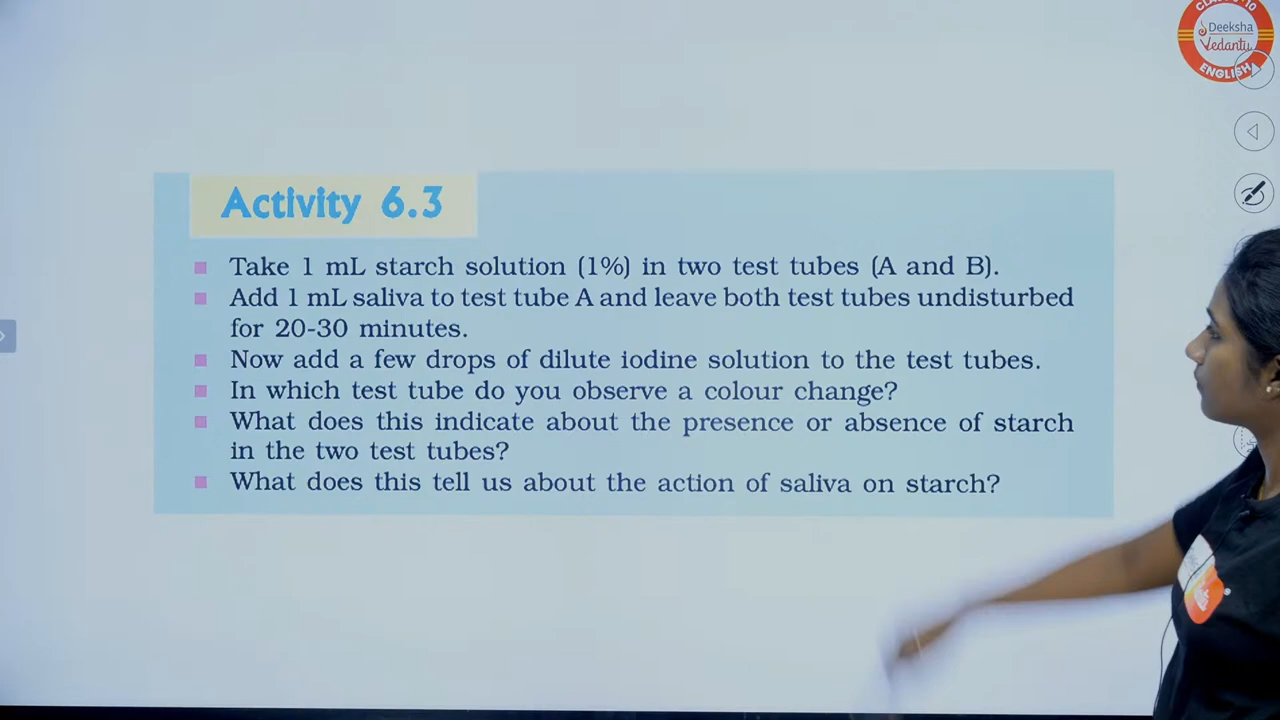 CLASS 9-10
Deeksha
Vedantu
ENGLISH
Activity 6.3
Take 1 mL starch solution (1%) in two test tubes (A and B).
Add 1 mL saliva to test tube A and leave both test tubes undisturbed
for 20-30 minutes.
Now add a few drops of dilute iodine solution to the test tubes.
In which test tube do you observe a colour change?
What does this indicate about the presence or absence of starch
in the two test tubes?
What does this tell us about the action of saliva on starch?